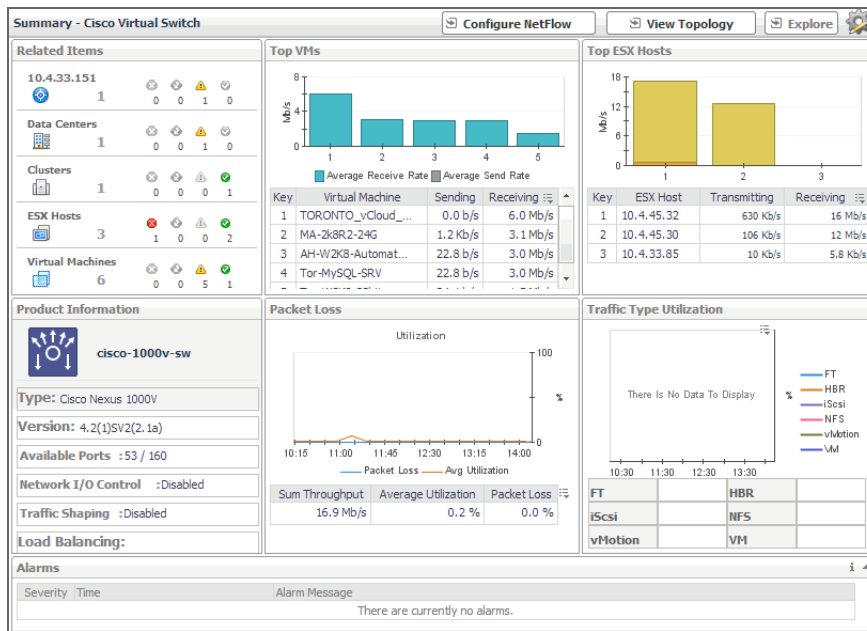 Summary - Cisco Virtual Switch
Configure NetFlow
View Topology
Explore
Related Items
10.4.33.151
1
0 0 1 0
Data Centers
1
0 0 1 0
Clusters
1
0 0 0 1
ESX Hosts
3
1 0 0 2
Virtual Machines
6
0 0 5 1
Top VMs
Mb/s
8
4
0
1 2 3 4 5
Average Receive Rate Average Send Rate
Key Virtual Machine Sending Receiving
1 TORONTO_vCloud_... 0.0 b/s 6.0 Mb/s
2 MA-2k8R2-24G 1.2 Kb/s 3.1 Mb/s
3 AH-W2K8-Automat... 22.8 b/s 3.0 Mb/s
4 Tor-MySQL-SRV 22.8 b/s 3.0 Mb/s
Top ESX Hosts
Mb/s
18
12
6
0
1 2 3
Key ESX Host Transmitting Receiving
1 10.4.45.32 630 Kb/s 16 Mb/s
2 10.4.45.30 106 Kb/s 12 Mb/s
3 10.4.33.85 10 Kb/s 5.8 Kb/s
Product Information
cisco-1000v-sw
Type: Cisco Nexus 1000V
Version: 4.2(1)SV2(2.1a)
Available Ports : 53 / 160
Network I/O Control :Disabled
Traffic Shaping :Disabled
Load Balancing:
Packet Loss
Utilization
100
%
0
10:15 11:00 11:45 12:30 13:15 14:00
Packet Loss Avg Utilization
Sum Throughput Average Utilization Packet Loss
16.9 Mb/s 0.2 % 0.0 %
Traffic Type Utilization
There Is No Data To Display
%
FT
HBR
iScsi
NFS
vMotion
VM
10:30 11:30 12:30 13:30
FT HBR
iScsi NFS
vMotion VM
Alarms
Severity Time Alarm Message
There are currently no alarms.